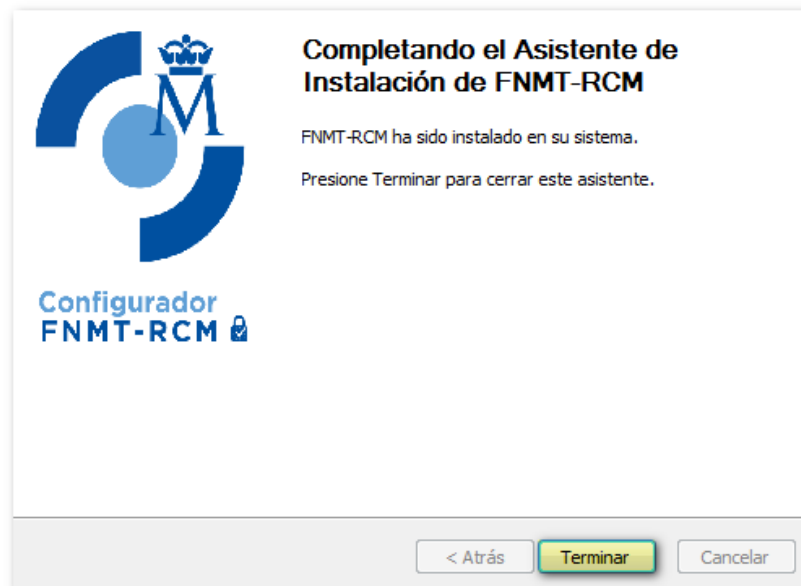 Completando el Asistente de
Instalación de FNMT-RCM
FNMT-RCM ha sido instalado en su sistema.
Presione Terminar para cerrar este asistente.
M
Configurador
FNMT-RCM
< Atrás
Terminar
Cancelar